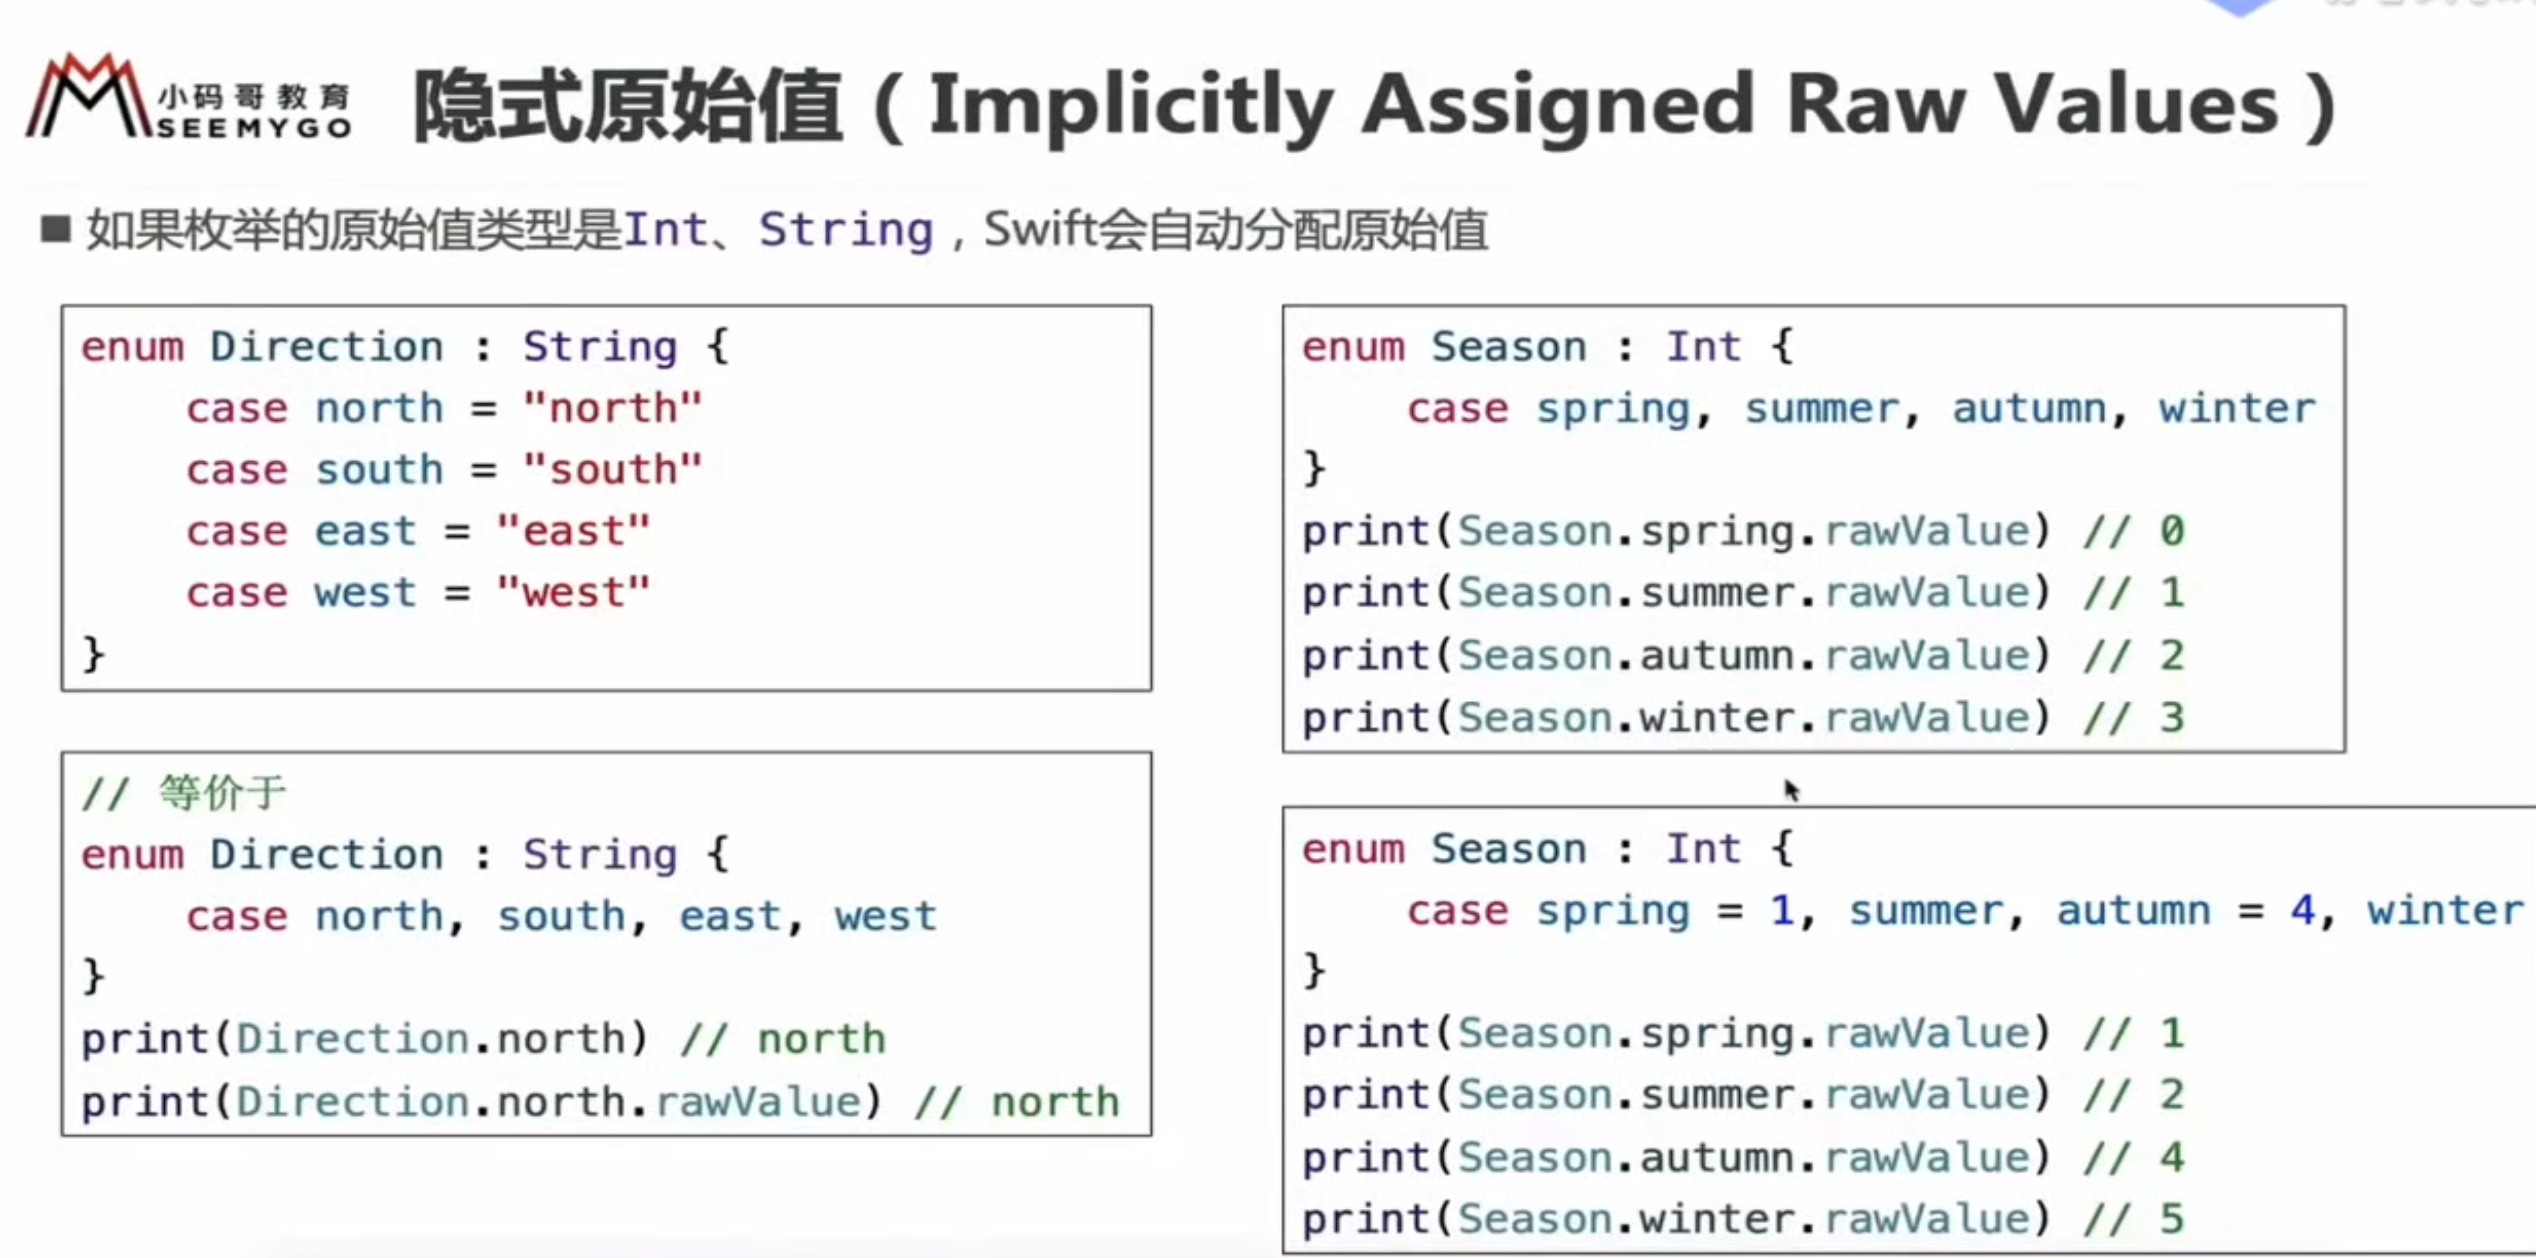 小码哥教育
SEEMYGO
隐式原始值（Implicitly Assigned Raw Values）
■ 如果枚举的原始值类型是Int、String，Swift会自动分配原始值
enum Direction : String {
    case north = "north"
    case south = "south"
    case east = "east"
    case west = "west"
}
// 等价于
enum Direction : String {
    case north, south, east, west
}
print(Direction.north) // north
print(Direction.north.rawValue) // north
enum Season : Int {
    case spring, summer, autumn, winter
}
print(Season.spring.rawValue) // 0
print(Season.summer.rawValue) // 1
print(Season.autumn.rawValue) // 2
print(Season.winter.rawValue) // 3
enum Season : Int {
    case spring = 1, summer, autumn = 4, winter
}
print(Season.spring.rawValue) // 1
print(Season.summer.rawValue) // 2
print(Season.autumn.rawValue) // 4
print(Season.winter.rawValue) // 5